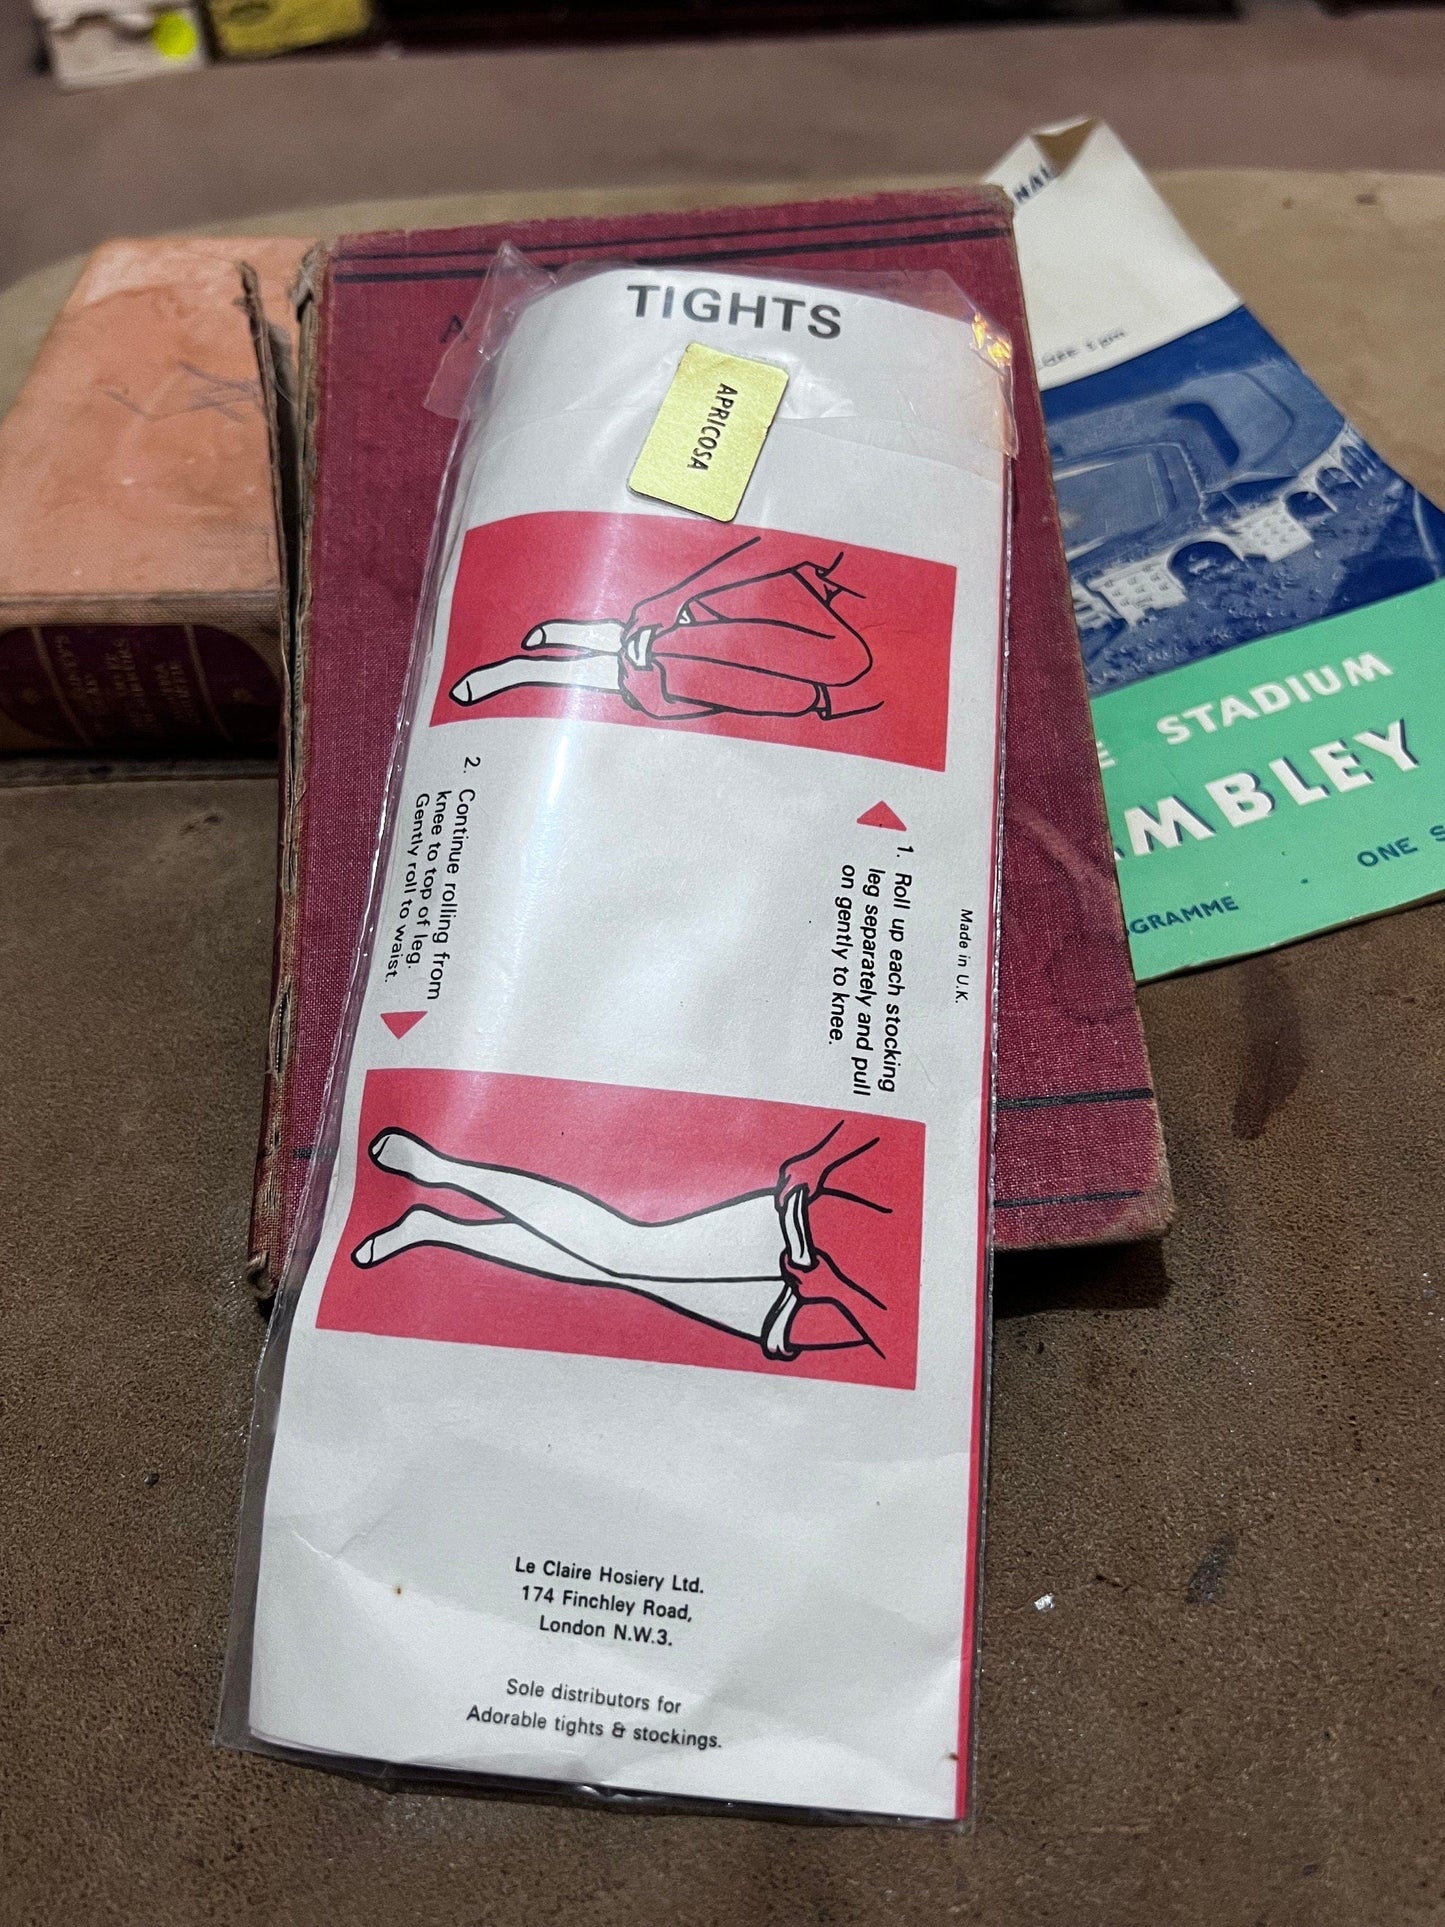 TIGHTS
APRICOSA
Made in U.K.
1. Roll up each stocking
leg separately and pull
on gently to knee.
2. Continue rolling from
knee to top of leg.
Gently roll to waist.
Le Claire Hosiery Ltd.
174 Finchley Road,
London N.W.3.
Sole distributors for
Adorable tights & stockings.
STADIUM
MBLEY
GRAMME
ONE S